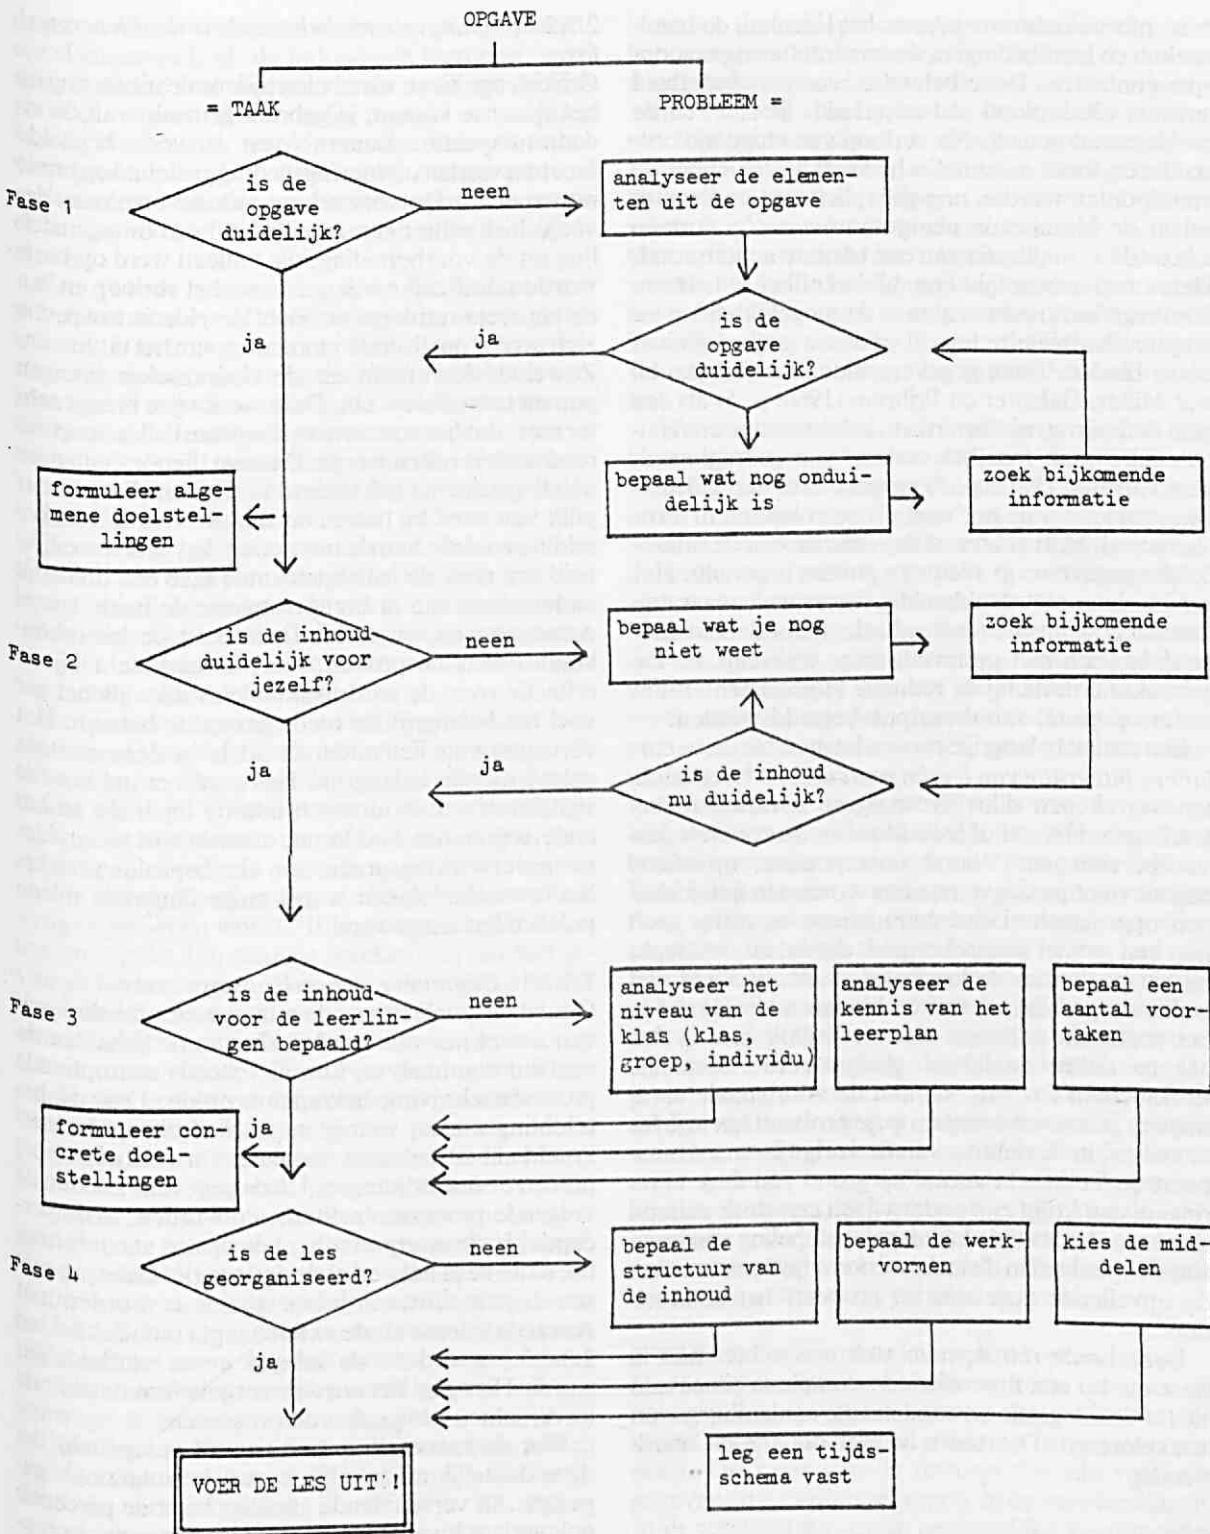 OPGAVE
= TAAK
PROBLEEM =
Fase 1
is de
opgave
duidelijk?
neen
analyseer de elemen-
ten uit de opgave
ja
ja
is de
opgave
duidelijk?
formuleer alge-
mene doelstel-
lingen
bepaal wat nog ondui-
delijk is
zoek bijkomende
informatie
Fase 2
is de inhoud
duidelijk voor
jezelf?
neen
bepaal wat je nog
niet weet
zoek bijkomende
informatie
ja
ja
is de inhoud
nu duidelijk?
Fase 3
is de inhoud
voor de leerlin-
gen bepaald?
neen
analyseer het
niveau van de
klas (klas,
groep, individu)
analyseer de
kennis van het
leerplan
bepaal een
aantal voor-
taken
formuleer con-
crete doel-
stellingen
ja
Fase 4
is de les
georganiseerd?
neen
bepaal de
structuur van
de inhoud
bepaal de werk-
vormen
kies de mid-
delen
ja
VOER DE LES UIT !
leg een tijds-
schema vast